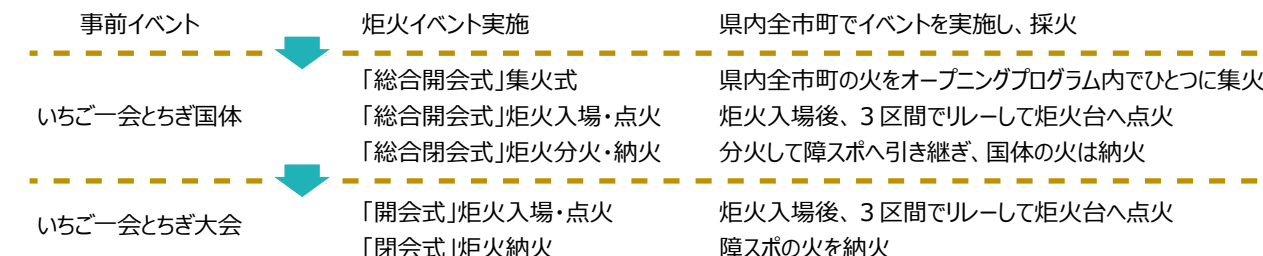 事前イベント 炬火イベント実施 県内全市町でイベントを実施し、採火
「総合開会式」集火式 県内全市町の火をオープニングプログラム内でひとつに集火
いちご一会とちぎ国体 「総合開会式」炬火入場・点火 炬火入場後、3区間でリレーして炬火台へ点火
「総合閉会式」炬火分火・納火 分火して障スポへ引き継ぎ、国体の火は納火
「開会式」炬火入場・点火 炬火入場後、3区間でリレーして炬火台へ点火
いちご一会とちぎ大会
「閉会式」炬火納火 障スポの火を納火